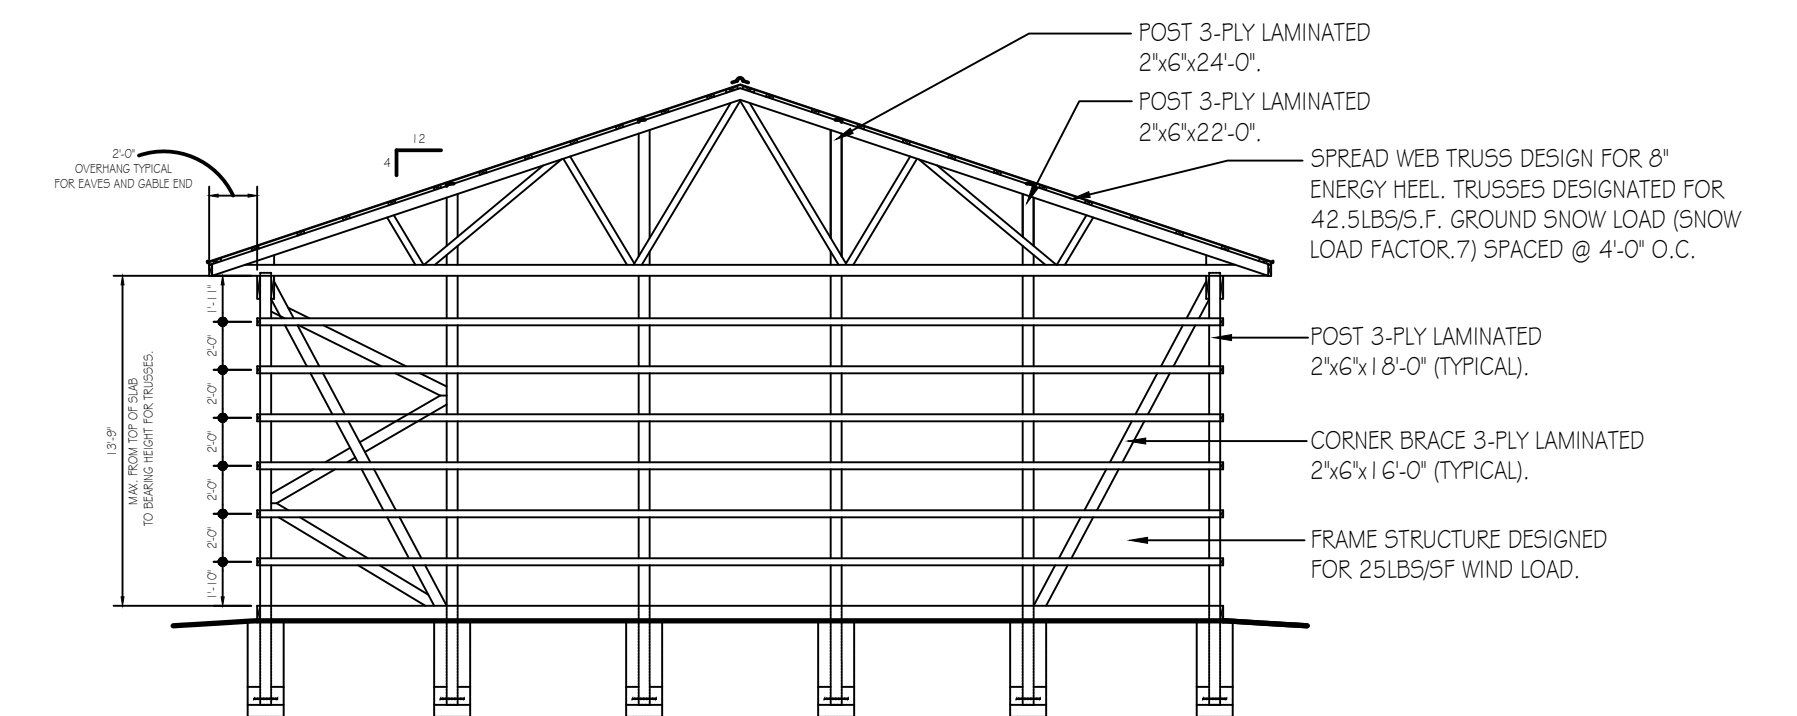 POST 3-PLY LAMINATED
2"x6"x24'-0".
POST 3-PLY LAMINATED
2"x6"x22'-0".
12
4
2'-0"
OVERHANG TYPICAL
FOR EAVES AND GABLE END
SPREAD WEB TRUSS DESIGN FOR 8"
ENERGY HEEL. TRUSSES DESIGNATED FOR
42.5LBS/S.F. GROUND SNOW LOAD (SNOW
LOAD FACTOR.7) SPACED @ 4'-0" O.C.
13'-9"
MAX. FROM TOP OF SLAB
TO BEARING HEIGHT FOR TRUSSES.
1'-11"
2'-0"
2'-0"
2'-0"
2'-0"
2'-0"
1'-10"
POST 3-PLY LAMINATED
2"x6"x18'-0" (TYPICAL).
CORNER BRACE 3-PLY LAMINATED
2"x6"x16'-0" (TYPICAL).
FRAME STRUCTURE DESIGNED
FOR 25LBS/SF WIND LOAD.